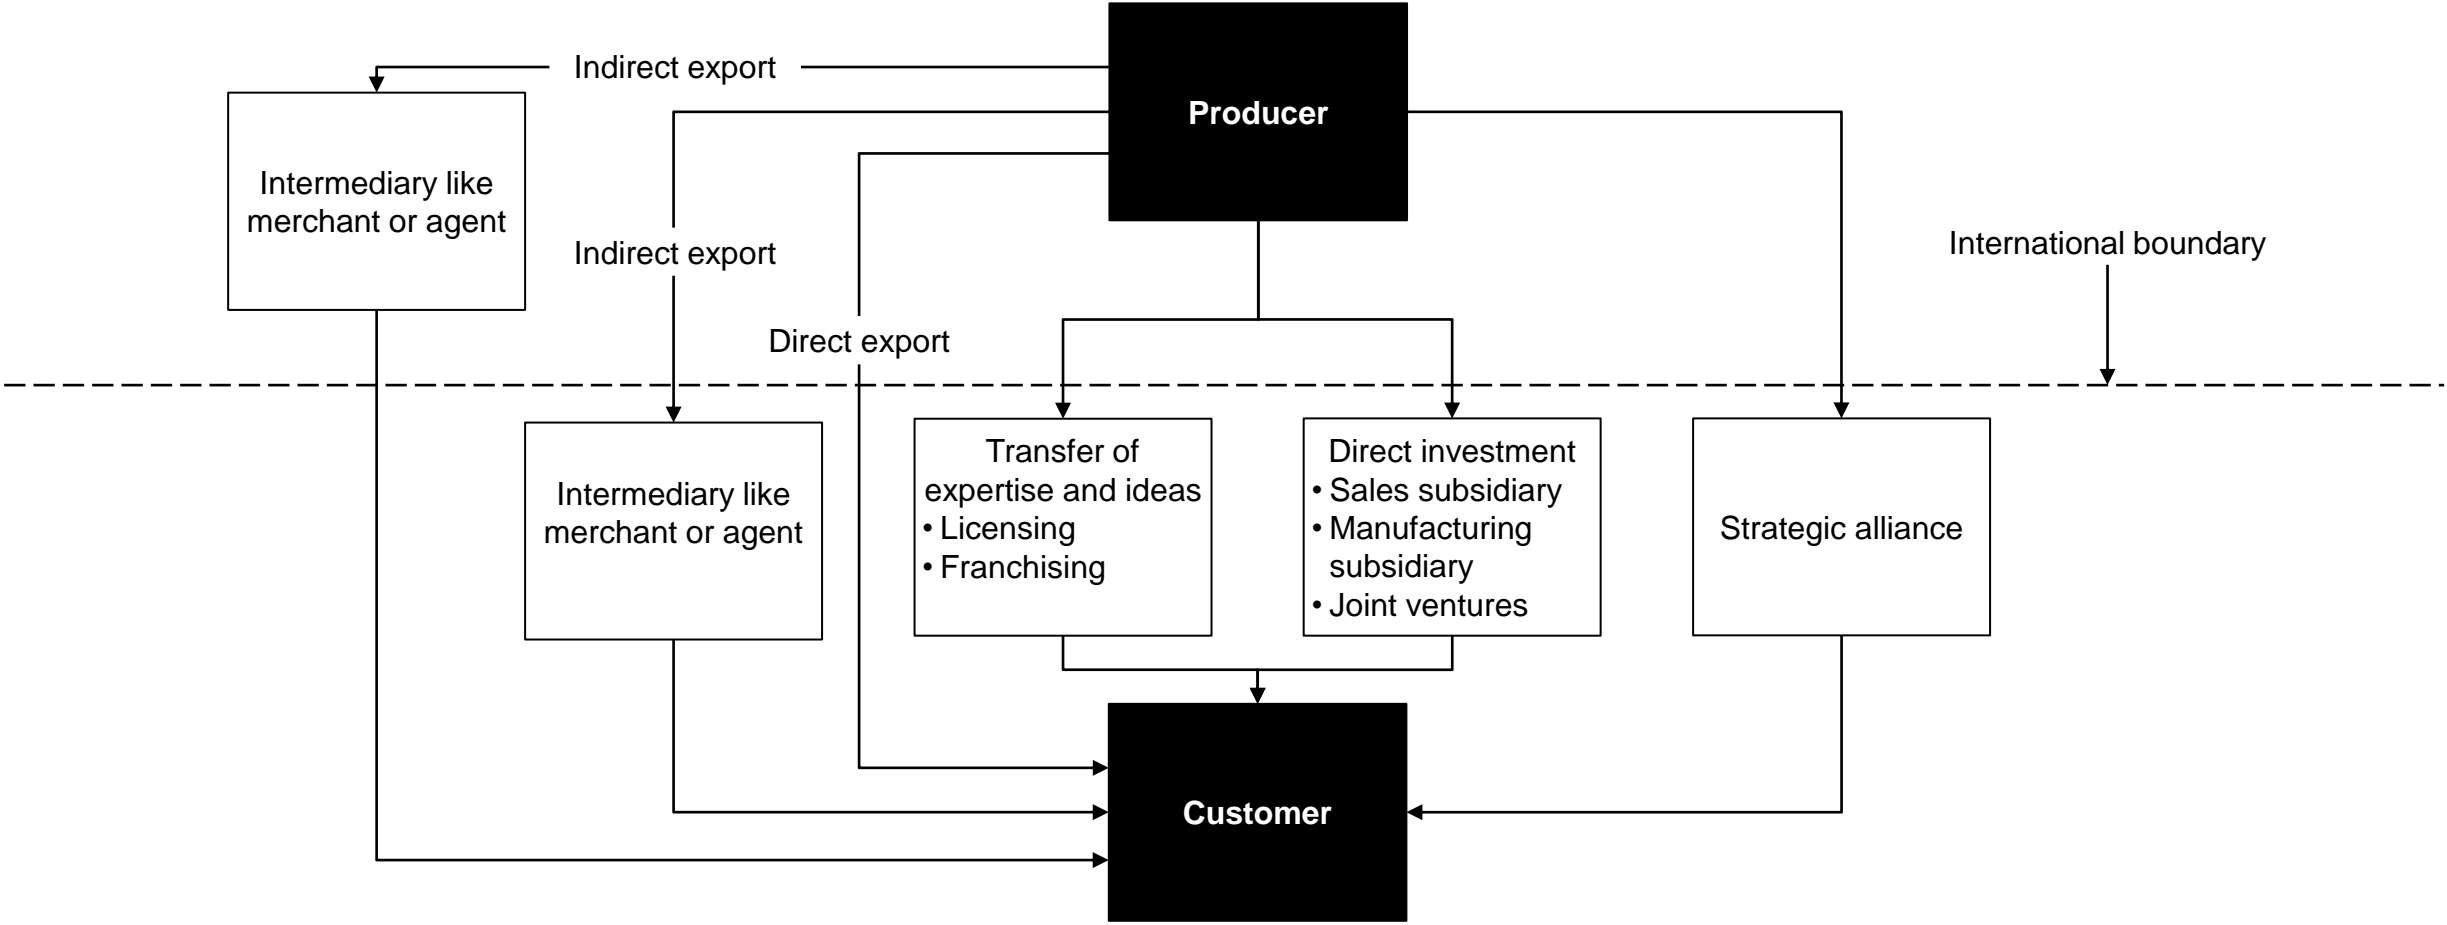 Indirect export
Producer
Intermediary like
merchant or agent
Indirect export
International boundary
Direct export
Intermediary like
merchant or agent
Transfer of
expertise and ideas
• Licensing
• Franchising
Direct investment
• Sales subsidiary
• Manufacturing
subsidiary
• Joint ventures
Strategic alliance
Customer